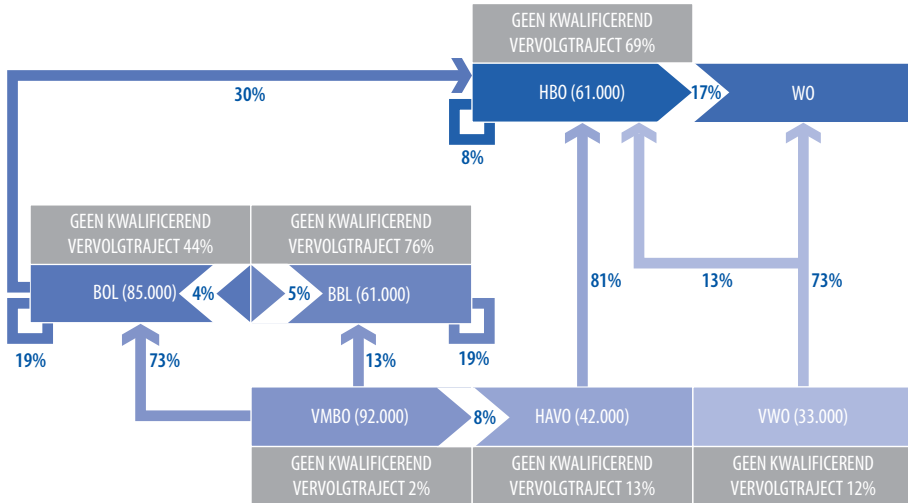 GEEN KWALIFICEREND
VERVOLGTRAJECT 69%
30%
HBO (61.000)
17%
WO
8%
GEEN KWALIFICEREND
VERVOLGTRAJECT 44%
GEEN KWALIFICEREND
VERVOLGTRAJECT 76%
BOL (85.000)
4%
5%
BBL (61.000)
81%
13%
73%
19%
73%
13%
19%
VMBO (92.000)
8%
HAVO (42.000)
VWO (33.000)
GEEN KWALIFICEREND
VERVOLGTRAJECT 2%
GEEN KWALIFICEREND
VERVOLGTRAJECT 13%
GEEN KWALIFICEREND
VERVOLGTRAJECT 12%